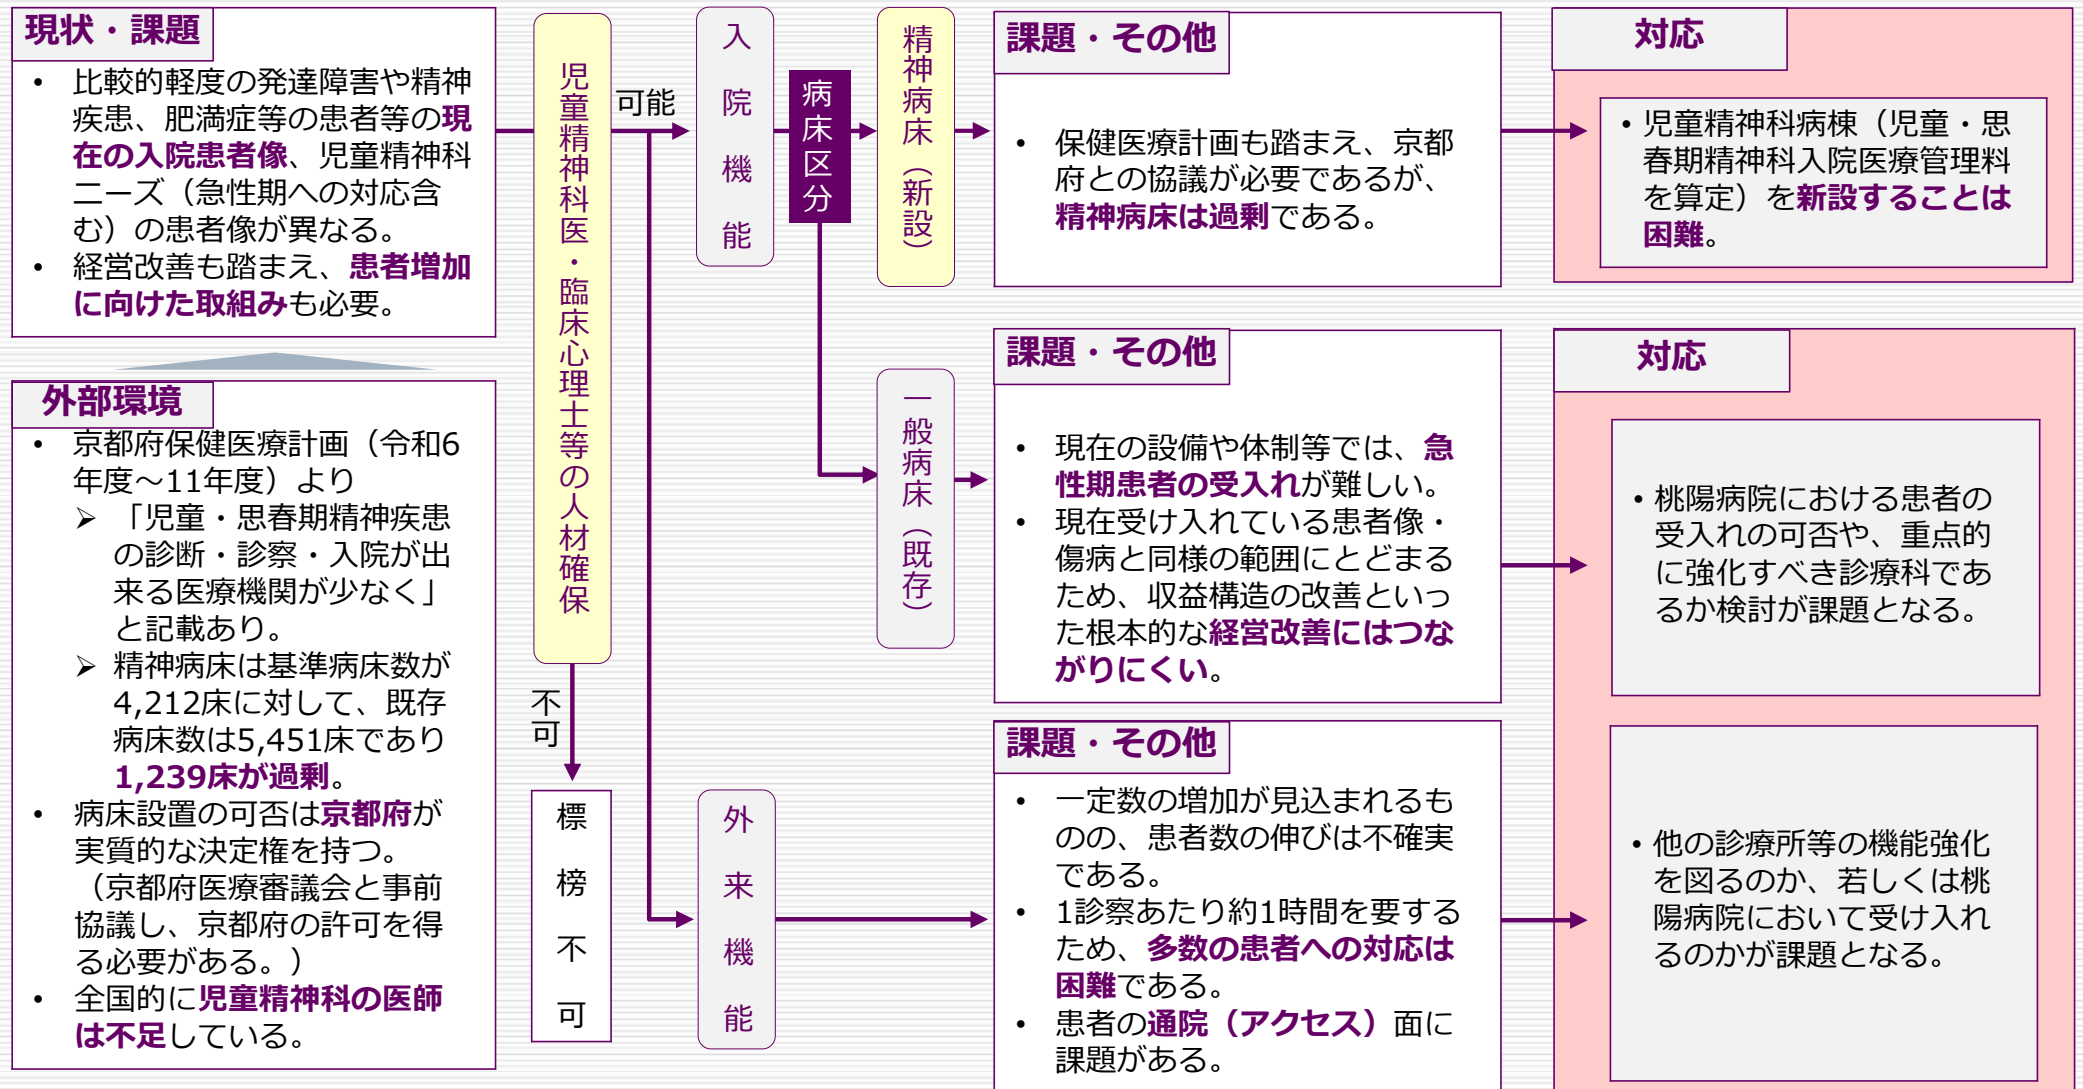 現状・課題
• 比較的軽度の発達障害や精神
疾患、肥満症等の患者等の現
在の入院患者像、児童精神科
ニーズ（急性期への対応含
む）の患者像が異なる。
• 経営改善も踏まえ、患者増加
に向けた取組みも必要。
外部環境
• 京都府保健医療計画（令和6
年度～11年度）より
➢ 「児童・思春期精神疾患
の診断・診察・入院が出
来る医療機関が少なく」
と記載あり。
➢ 精神病床は基準病床数が
4,212床に対して、既存
病床数は5,451床であり
1,239床が過剰。
• 病床設置の可否は京都府が
実質的な決定権を持つ。
（京都府医療審議会と事前
協議し、京都府の許可を得
る必要がある。）
• 全国的に児童精神科の医師
は不足している。
児童精神科医・臨床心理士等の人材確保
可能
不可
標榜不可
入院機能
病床区分
精神病床（新設）
課題・その他
• 保健医療計画も踏まえ、京都
府との協議が必要であるが、
精神病床は過剰である。
対応
• 児童精神科病棟（児童・思
春期精神科入院医療管理料
を算定）を新設することは
困難。
一般病床（既存）
課題・その他
• 現在の設備や体制等では、急
性期患者の受入れが難しい。
• 現在受け入れている患者像・
傷病と同様の範囲にとどまる
ため、収益構造の改善といっ
た根本的な経営改善にはつな
がりにくい。
対応
• 桃陽病院における患者の
受入れの可否や、重点的
に強化すべき診療科であ
るか検討が課題となる。
外来機能
課題・その他
• 一定数の増加が見込まれるも
のの、患者数の伸びは不確実
である。
• 1診察あたり約1時間を要する
ため、多数の患者への対応は
困難である。
• 患者の通院（アクセス）面に
課題がある。
• 他の診療所等の機能強化
を図るのか、若しくは桃
陽病院において受け入れ
るのかが課題となる。